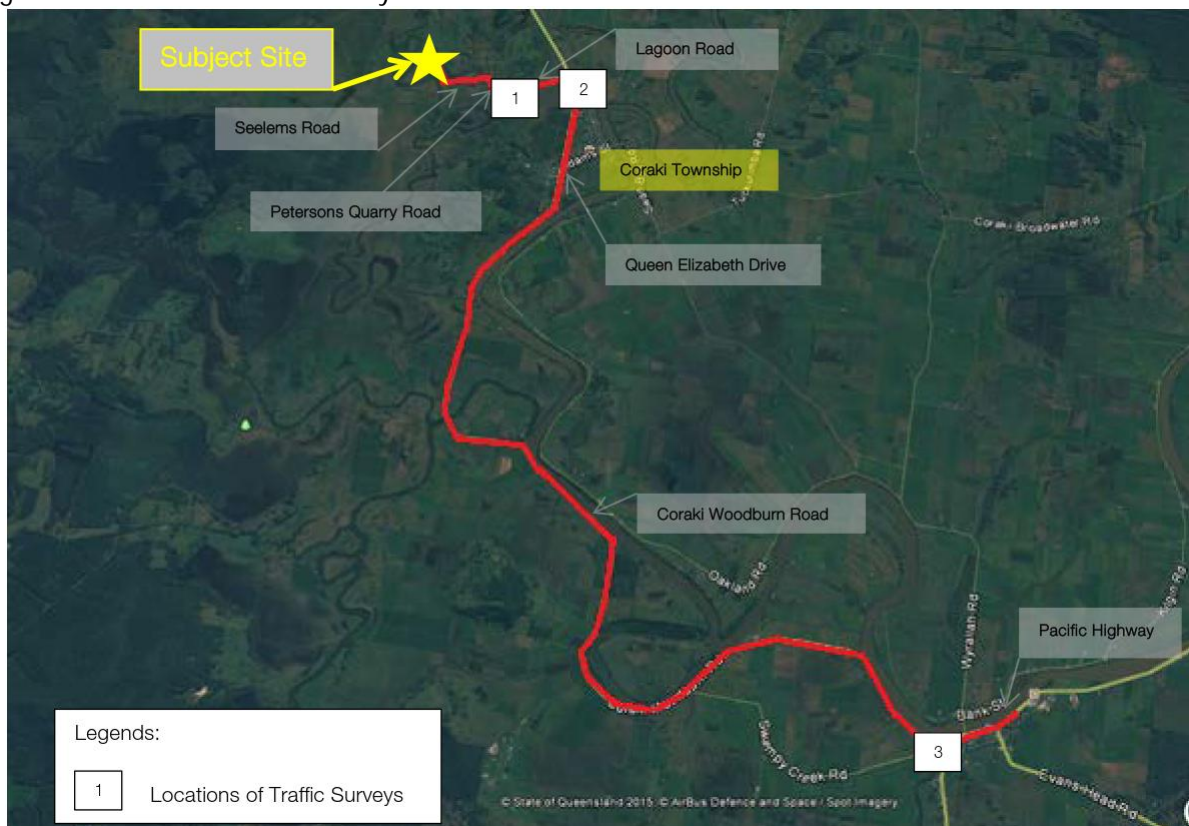 Subject Site
Lagoon Road
1
2
Seelems Road
Coraki Township
Petersons Quarry Road
Coraki Broadwater Rd
Queen Elizabeth Drive
Coraki Woodburn Road
Oakland Rd
Wyrallah Rd
Pacific Highway
Bank St
3
Swampy Creek Rd
Evans Head Rd
Legends:
1 Locations of Traffic Surveys
© State of Queensland 2015, © AirBus Defence and Space / Spot Imagery